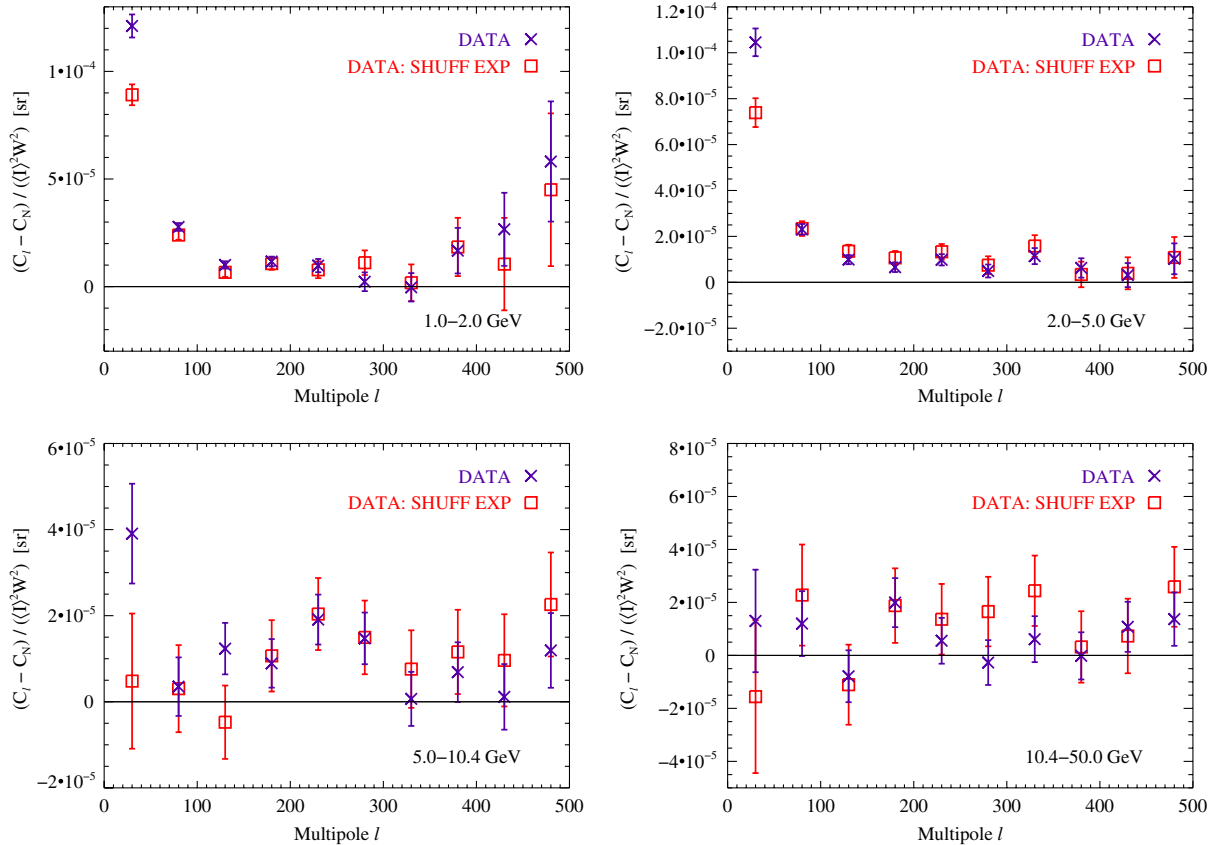 DATA
DATA: SHUFF EXP
1•10⁻⁴
5•10⁻⁵
0
(C_l − C_N) / (⟨I⟩²W²) [sr]
1.0−2.0 GeV
0 100 200 300 400 500
Multipole l
1.2•10⁻⁴
DATA
DATA: SHUFF EXP
1.0•10⁻⁴
8.0•10⁻⁵
6.0•10⁻⁵
4.0•10⁻⁵
2.0•10⁻⁵
0
−2.0•10⁻⁵
(C_l − C_N) / (⟨I⟩²W²) [sr]
2.0−5.0 GeV
0 100 200 300 400 500
Multipole l
6•10⁻⁵
DATA
DATA: SHUFF EXP
4•10⁻⁵
2•10⁻⁵
0
−2•10⁻⁵
(C_l − C_N) / (⟨I⟩²W²) [sr]
5.0−10.4 GeV
0 100 200 300 400 500
Multipole l
8•10⁻⁵
DATA
DATA: SHUFF EXP
6•10⁻⁵
4•10⁻⁵
2•10⁻⁵
0
−2•10⁻⁵
−4•10⁻⁵
(C_l − C_N) / (⟨I⟩²W²) [sr]
10.4−50.0 GeV
0 100 200 300 400 500
Multipole l